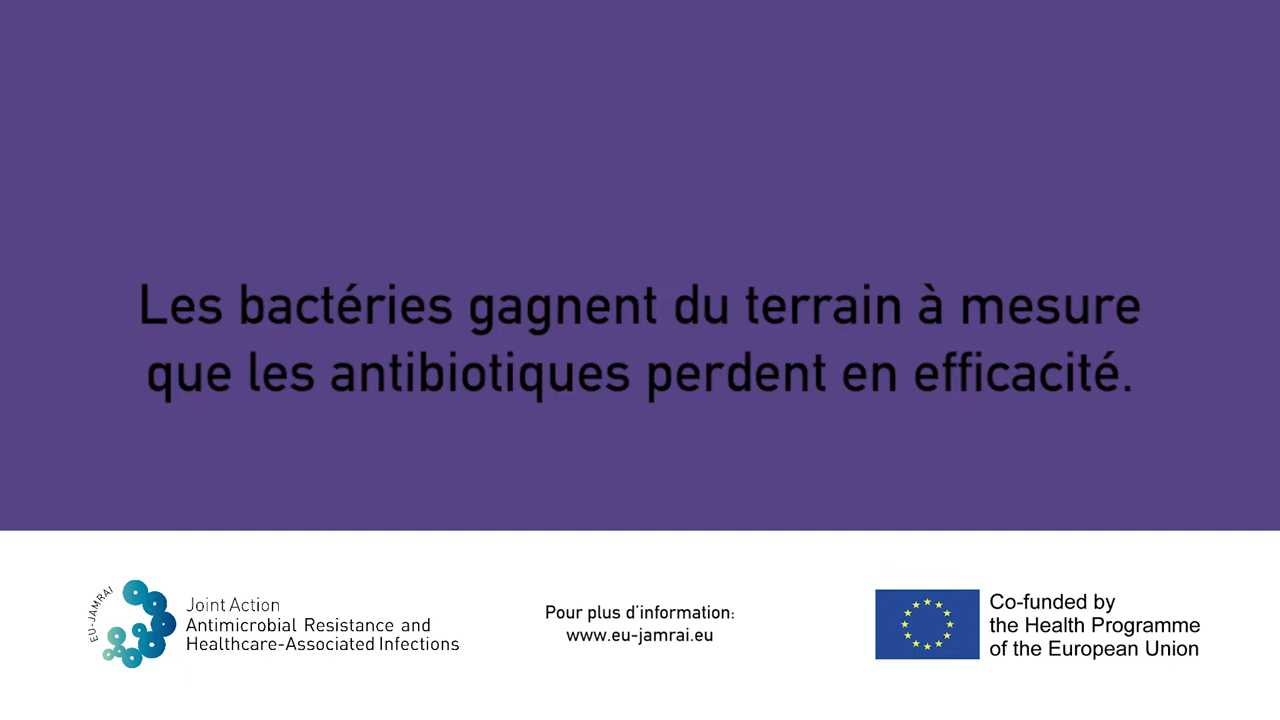 Les bactéries gagnent du terrain à mesure
que les antibiotiques perdent en efficacité.
EU-JAMRAI
Joint Action
Antimicrobial Resistance and
Healthcare-Associated Infections
Pour plus d'information:
www.eu-jamrai.eu
Co-funded by
the Health Programme
of the European Union